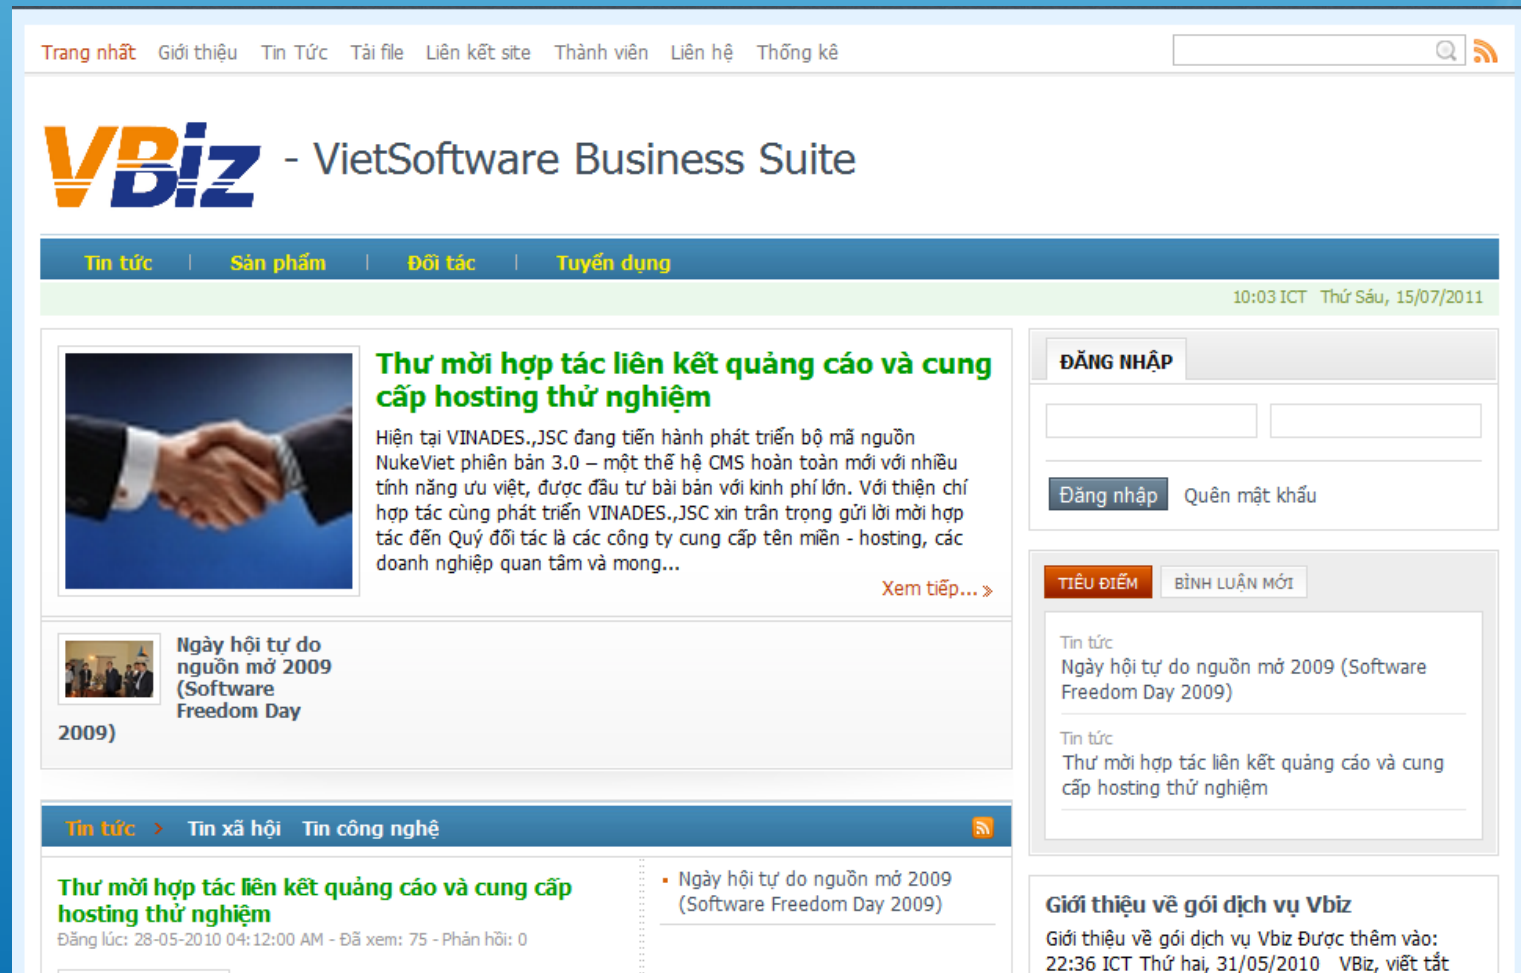 Trang nhất Giới thiệu Tin Tức Tải file Liên kết site Thành viên Liên hệ Thống kê
VBiz - VietSoftware Business Suite
Tin tức | Sản phẩm | Đối tác | Tuyển dụng
10:03 ICT Thứ Sáu, 15/07/2011
Thư mời hợp tác liên kết quảng cáo và cung
cấp hosting thử nghiệm
Hiện tại VINADES.,JSC đang tiến hành phát triển bộ mã nguồn
NukeViet phiên bản 3.0 – một thế hệ CMS hoàn toàn mới với nhiều
tính năng ưu việt, được đầu tư bài bản với kinh phí lớn. Với thiện chí
hợp tác cùng phát triển VINADES.,JSC xin trân trọng gửi lời mời hợp
tác đến Quý đối tác là các công ty cung cấp tên miền - hosting, các
doanh nghiệp quan tâm và mong...
Xem tiếp... »
Ngày hội tự do
nguồn mở 2009
(Software
Freedom Day
2009)
ĐĂNG NHẬP
Đăng nhập Quên mật khẩu
TIÊU ĐIỂM BÌNH LUẬN MỚI
Tin tức
Ngày hội tự do nguồn mở 2009 (Software
Freedom Day 2009)
Tin tức
Thư mời hợp tác liên kết quảng cáo và cung
cấp hosting thử nghiệm
Tin tức > Tin xã hội Tin công nghệ
Thư mời hợp tác liên kết quảng cáo và cung cấp
hosting thử nghiệm
Đăng lúc: 28-05-2010 04:12:00 AM - Đã xem: 75 - Phản hồi: 0
Ngày hội tự do nguồn mở 2009
(Software Freedom Day 2009)
Giới thiệu về gói dịch vụ Vbiz
Giới thiệu về gói dịch vụ Vbiz Được thêm vào:
22:36 ICT Thứ hai, 31/05/2010 VBiz, viết tắt